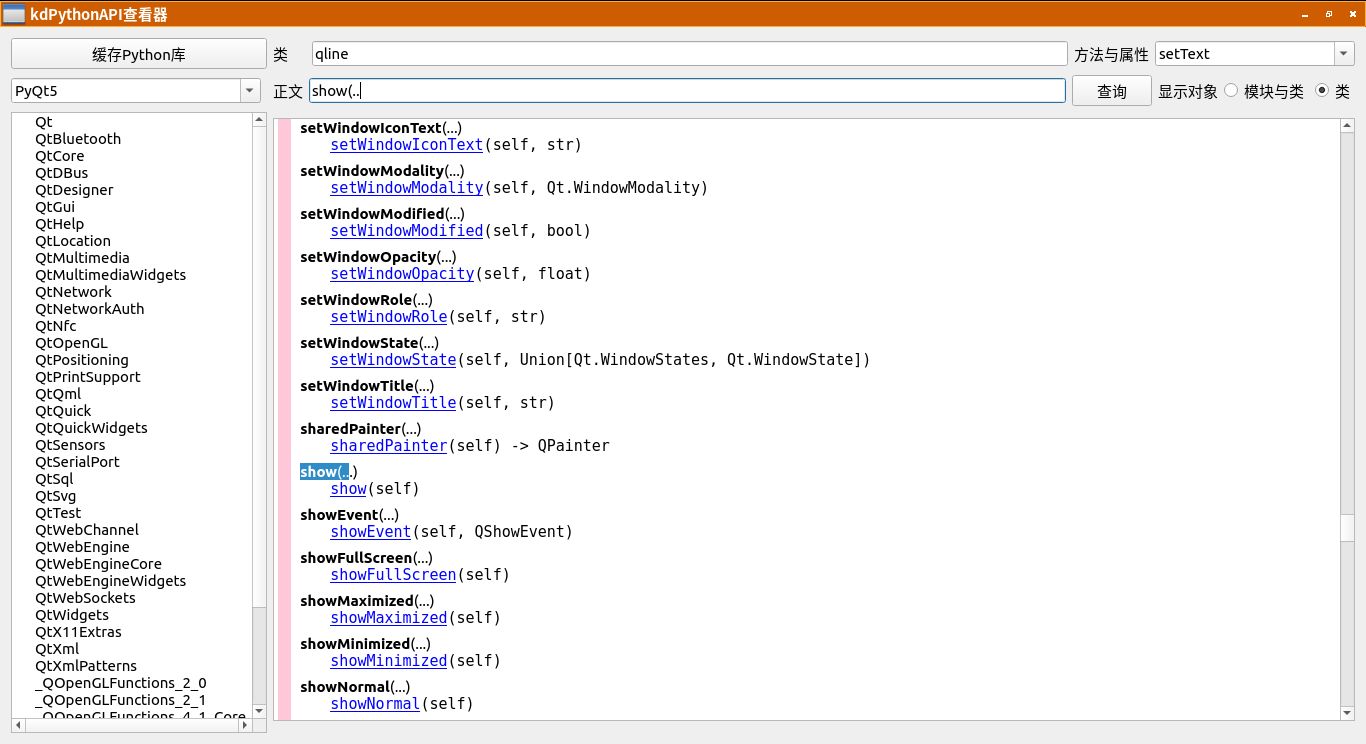 kdPythonAPI查看器
缓存Python库 类 qline 方法与属性 setText
PyQt5 正文 show(.. 查询 显示对象 模块与类 类
Qt
QtBluetooth
QtCore
QtDBus
QtDesigner
QtGui
QtHelp
QtLocation
QtMultimedia
QtMultimediaWidgets
QtNetwork
QtNetworkAuth
QtNfc
QtOpenGL
QtPositioning
QtPrintSupport
QtQml
QtQuick
QtQuickWidgets
QtSensors
QtSerialPort
QtSql
QtSvg
QtTest
QtWebChannel
QtWebEngine
QtWebEngineCore
QtWebEngineWidgets
QtWebSockets
QtWidgets
QtX11Extras
QtXml
QtXmlPatterns
_QOpenGLFunctions_2_0
_QOpenGLFunctions_2_1
_QOpenGLFunctions_4_1_Core
setWindowIconText(...)
setWindowIconText(self, str)
setWindowModality(...)
setWindowModality(self, Qt.WindowModality)
setWindowModified(...)
setWindowModified(self, bool)
setWindowOpacity(...)
setWindowOpacity(self, float)
setWindowRole(...)
setWindowRole(self, str)
setWindowState(...)
setWindowState(self, Union[Qt.WindowStates, Qt.WindowState])
setWindowTitle(...)
setWindowTitle(self, str)
sharedPainter(...)
sharedPainter(self) -> QPainter
show(...)
show(self)
showEvent(...)
showEvent(self, QShowEvent)
showFullScreen(...)
showFullScreen(self)
showMaximized(...)
showMaximized(self)
showMinimized(...)
showMinimized(self)
showNormal(...)
showNormal(self)